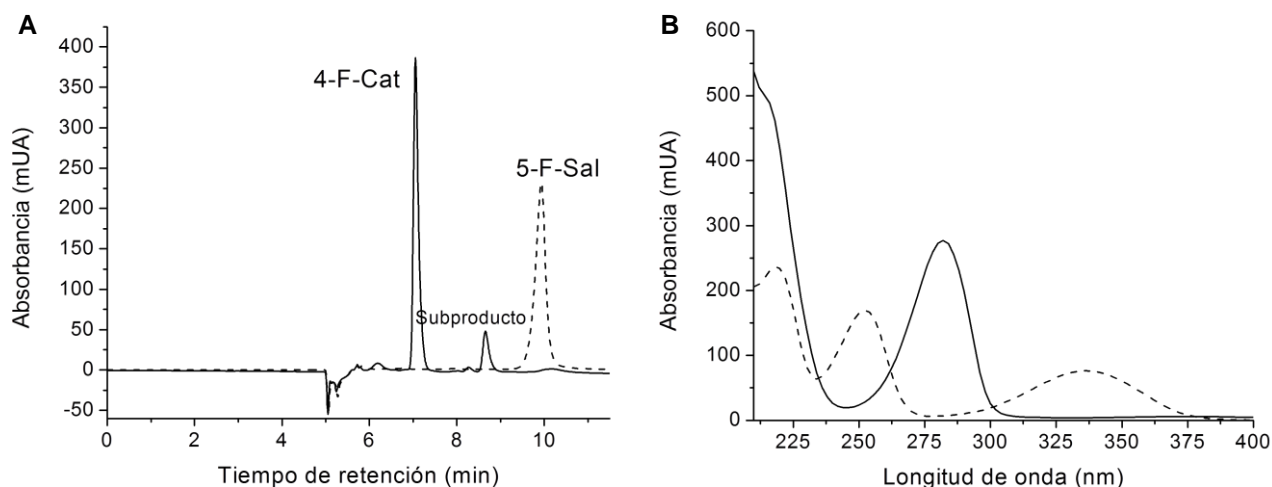 A
400
350
300
250
200
150
100
50
0
-50
Absorbancia (mUA)
4-F-Cat
5-F-Sal
Subproducto
0 2 4 6 8 10
Tiempo de retención (min)
B
600
500
400
300
200
100
0
Absorbancia (mUA)
225 250 275 300 325 350 375 400
Longitud de onda (nm)